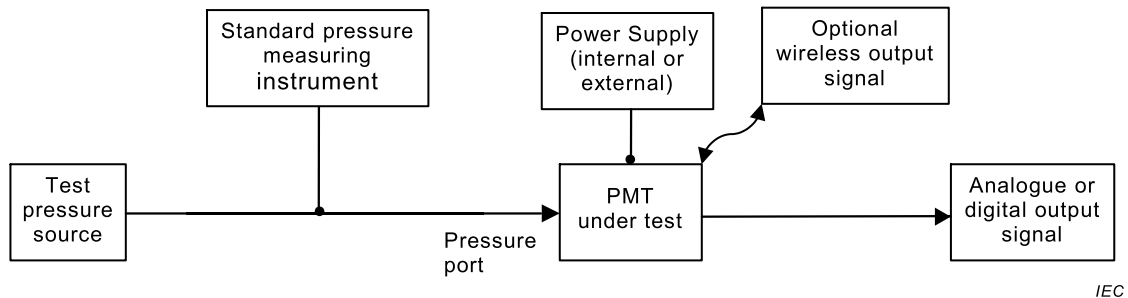 Standard pressure
measuring
instrument
Power Supply
(internal or
external)
Optional
wireless output
signal
Test
pressure
source
Pressure
port
PMT
under test
Analogue or
digital output
signal
IEC